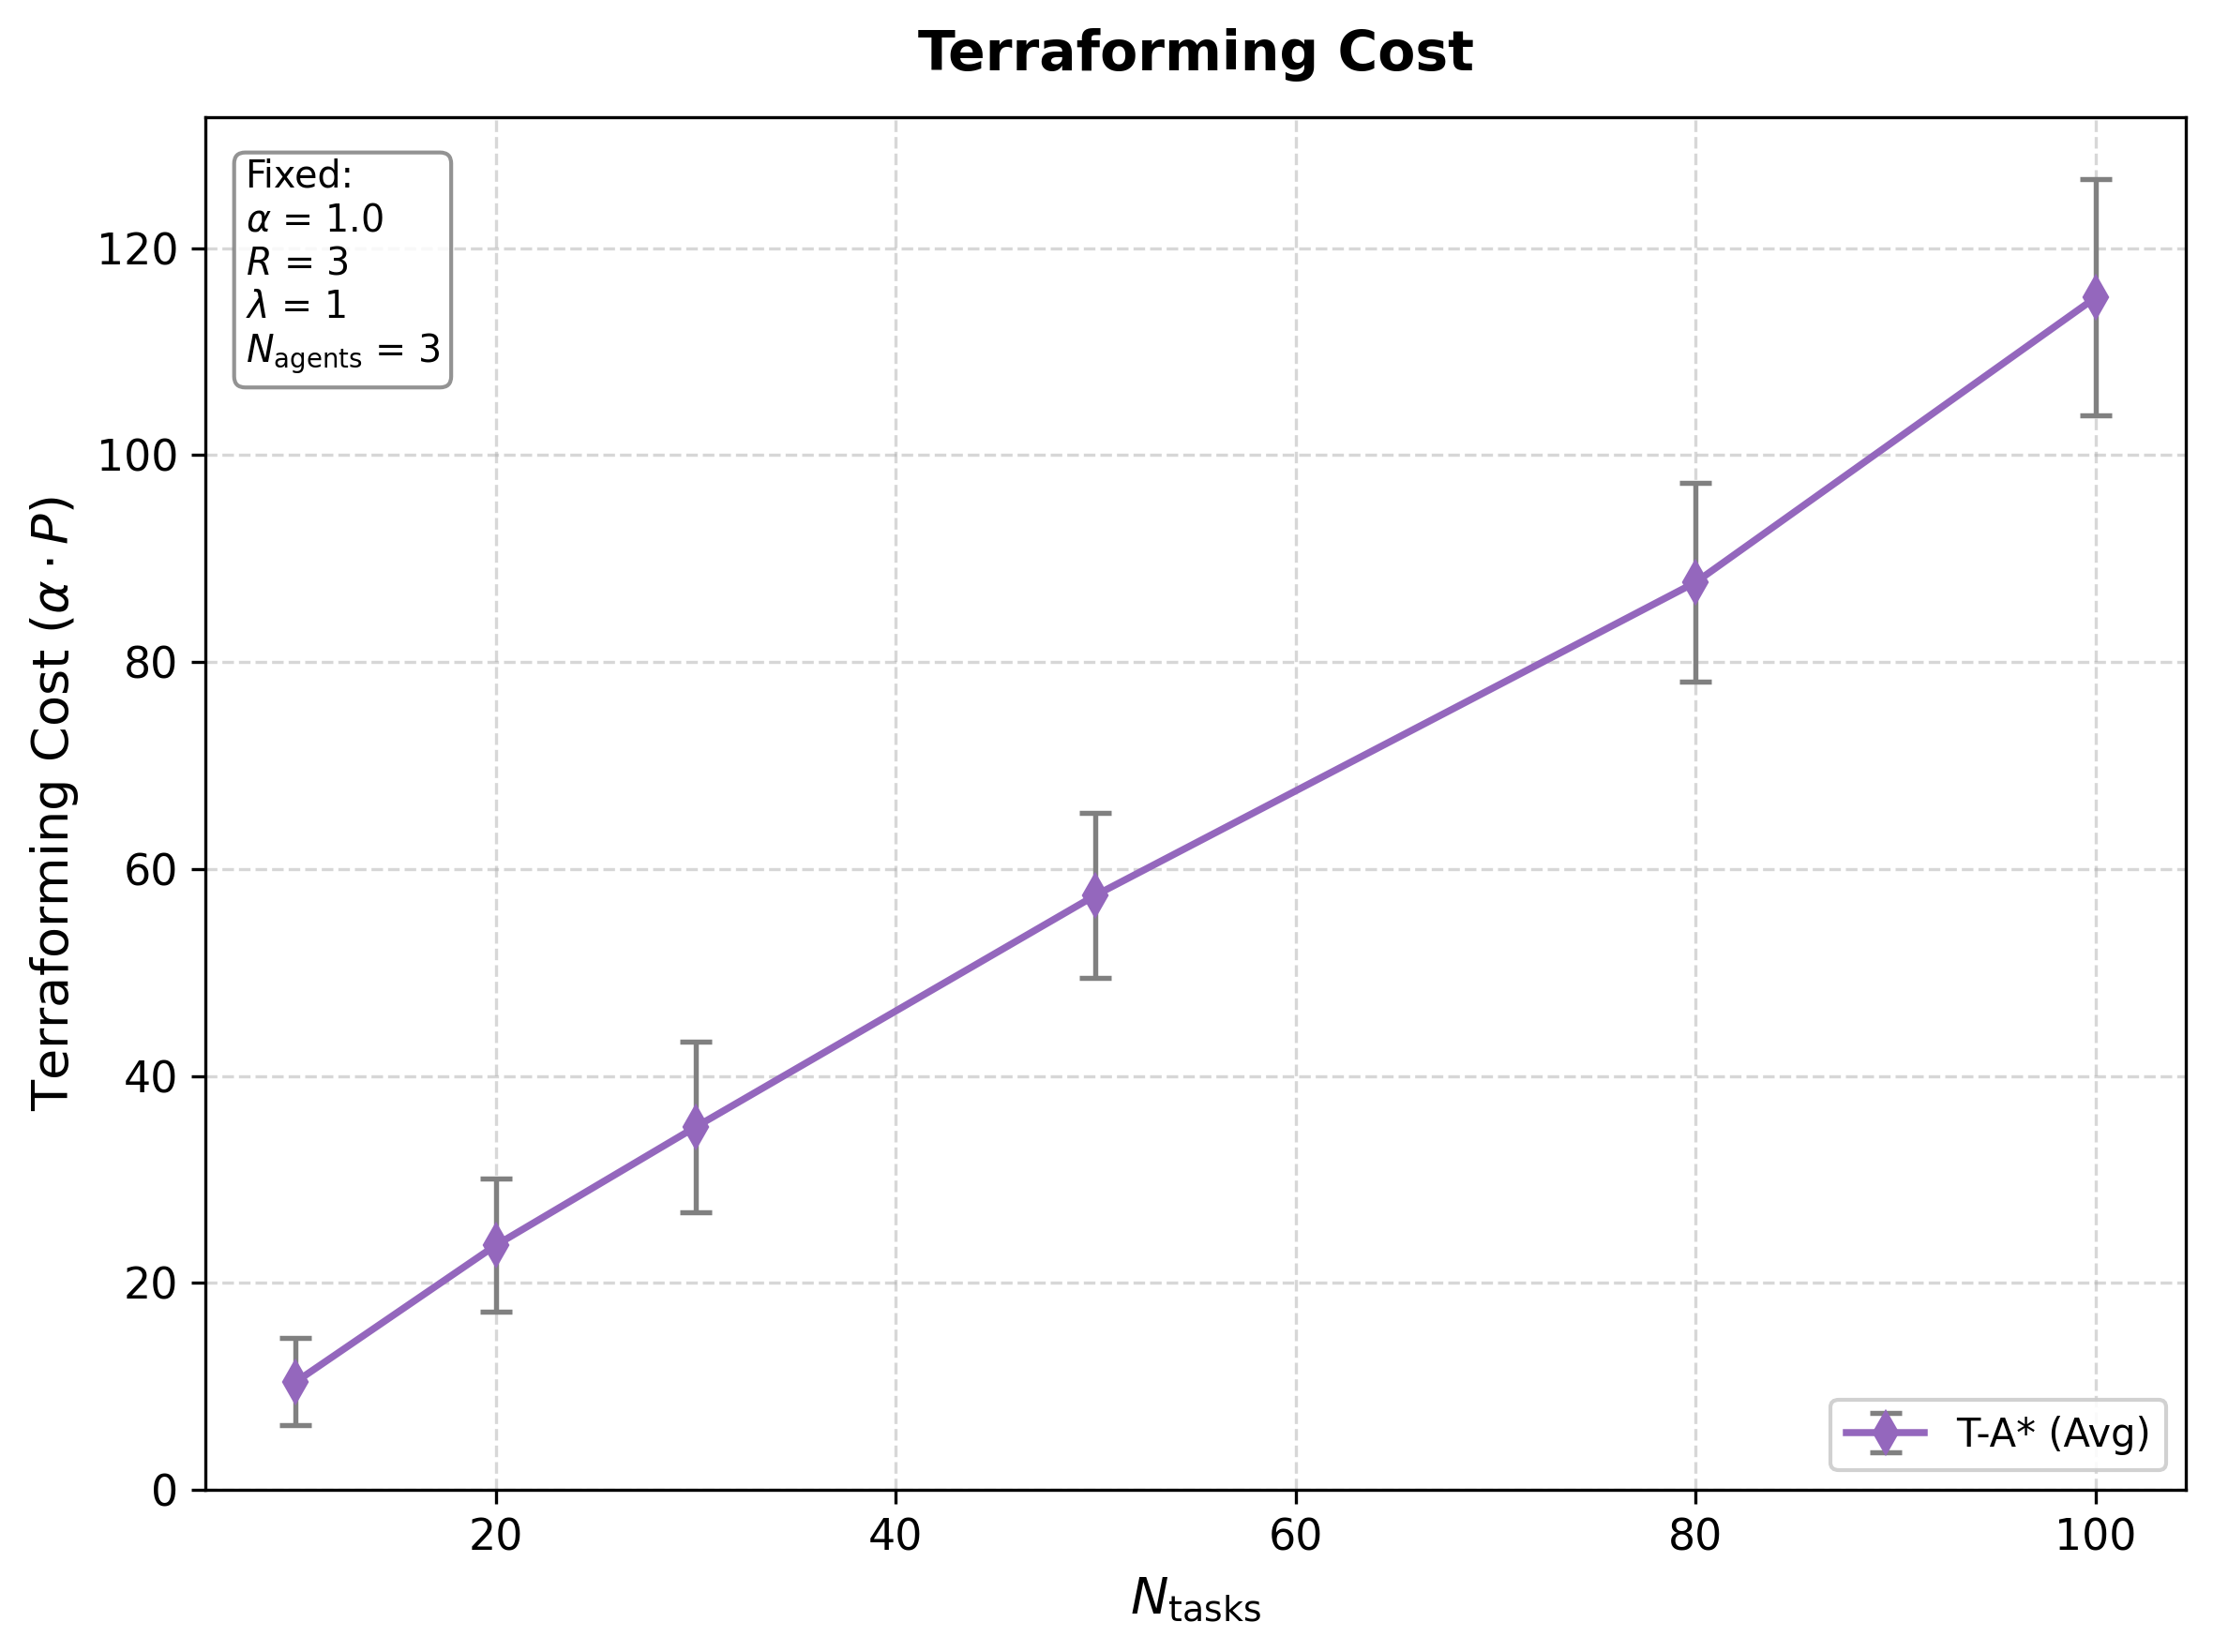 Terraforming Cost
Fixed:
α = 1.0
R = 3
λ = 1
N_agents = 3
Terraforming Cost (α · P)
120
100
80
60
40
20
0
20 40 60 80 100
N_tasks
T-A* (Avg)